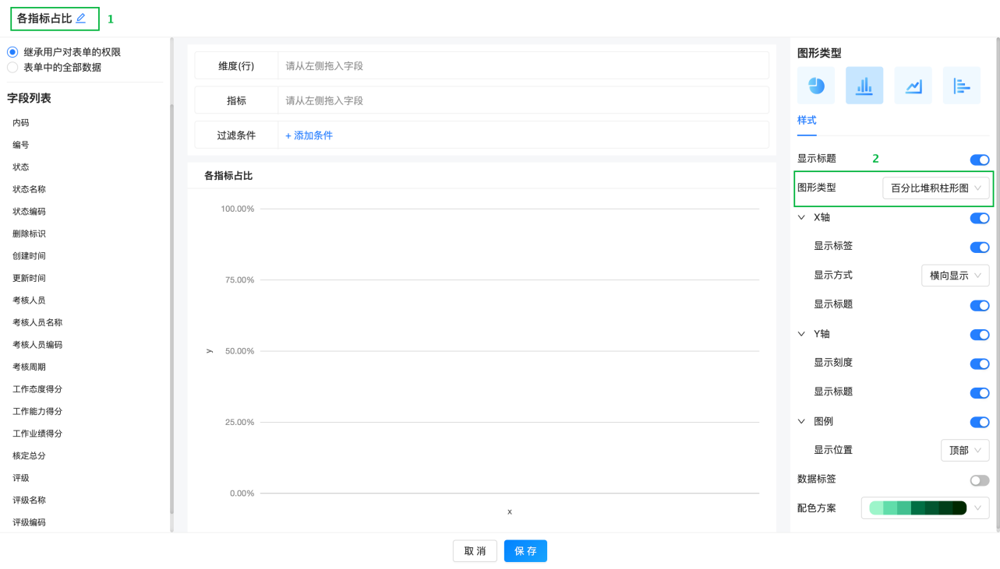 各指标占比
1
继承用户对表单的权限
表单中的全部数据
字段列表
内码
编号
状态
状态名称
状态编码
删除标识
创建时间
更新时间
考核人员
考核人员名称
考核人员编码
考核周期
工作态度得分
工作能力得分
工作业绩得分
核定总分
评级
评级名称
评级编码
维度(行) 请从左侧拖入字段
指标 请从左侧拖入字段
过滤条件 + 添加条件
各指标占比
100.00%
75.00%
y 50.00%
25.00%
0.00%
x
图形类型
样式
显示标题 2
图形类型 百分比堆积柱形图
X轴
显示标签
显示方式 横向显示
显示标题
Y轴
显示刻度
显示标题
图例
显示位置 顶部
数据标签
配色方案
取 消 保 存